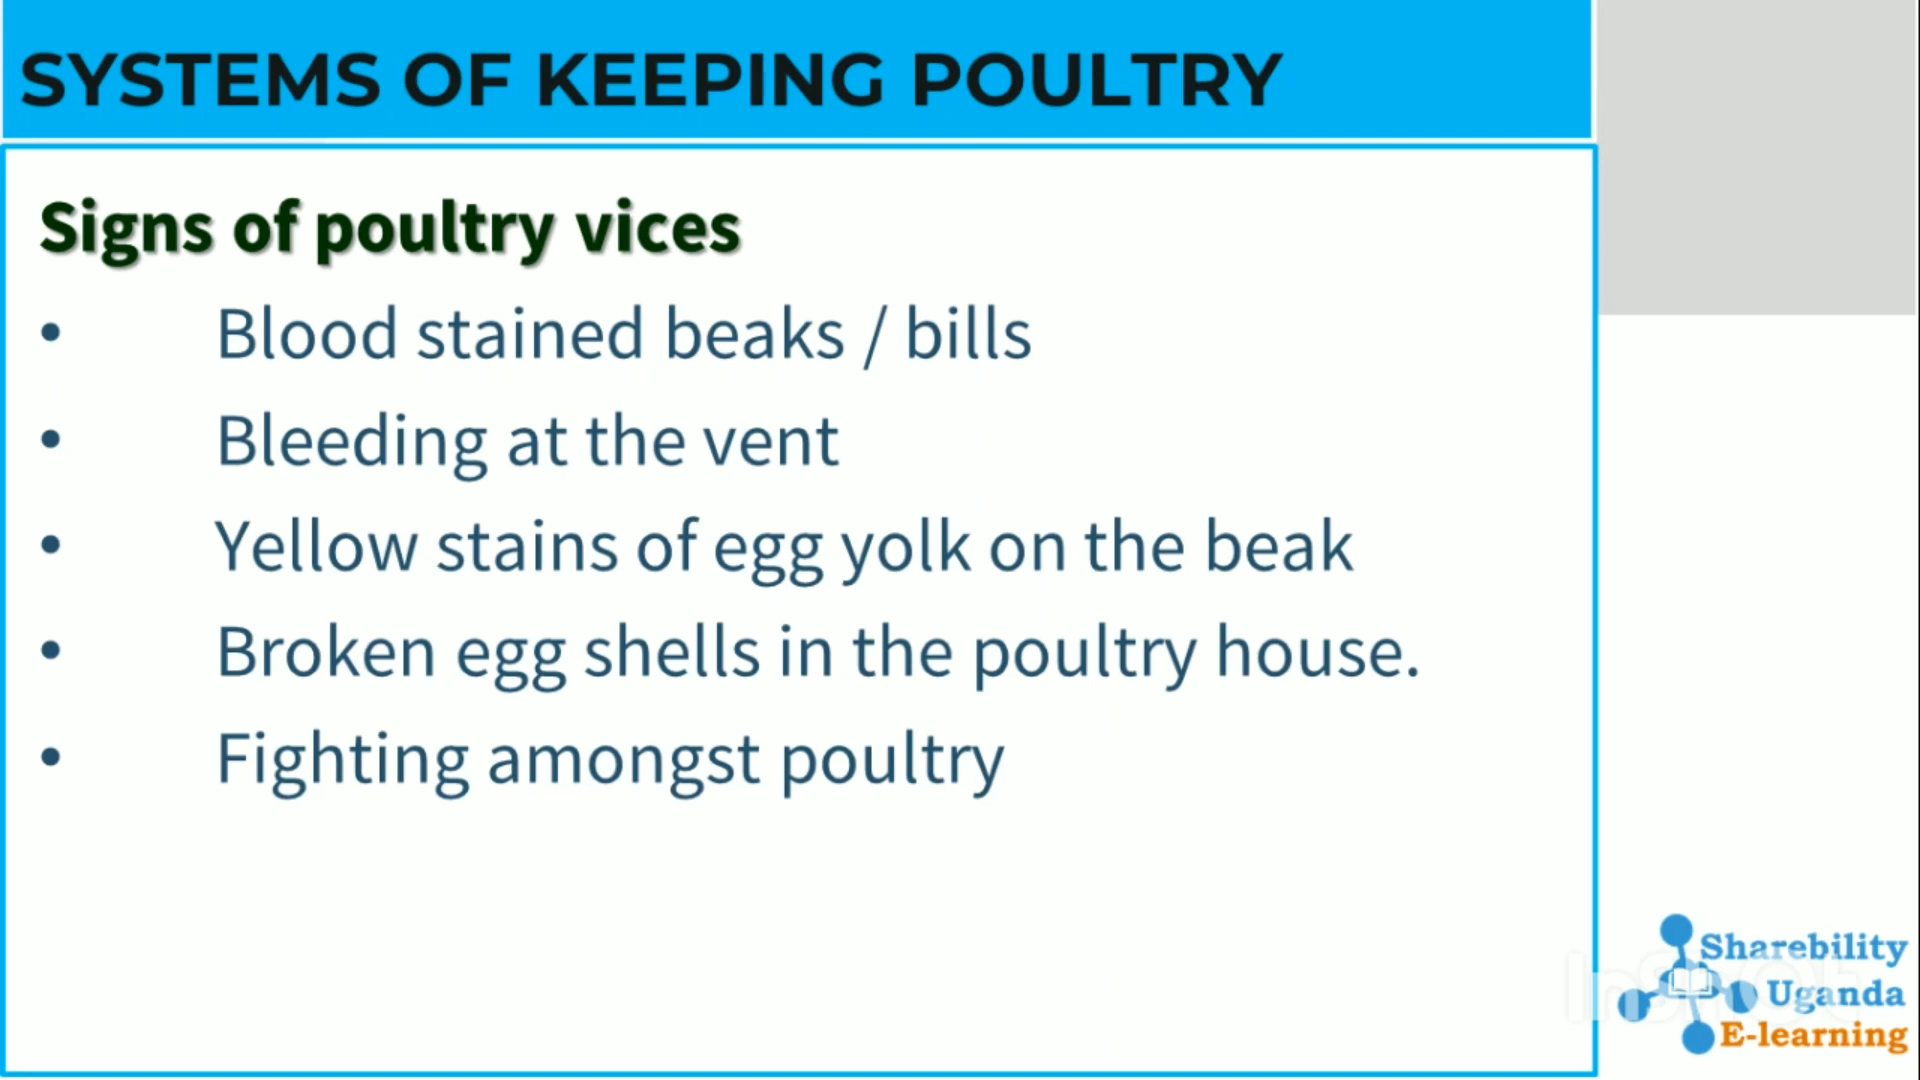 SYSTEMS OF KEEPING POULTRY
Signs of poultry vices
• Blood stained beaks / bills
• Bleeding at the vent
• Yellow stains of egg yolk on the beak
• Broken egg shells in the poultry house.
• Fighting amongst poultry
Sharebility
Uganda
E-learning
InShOt